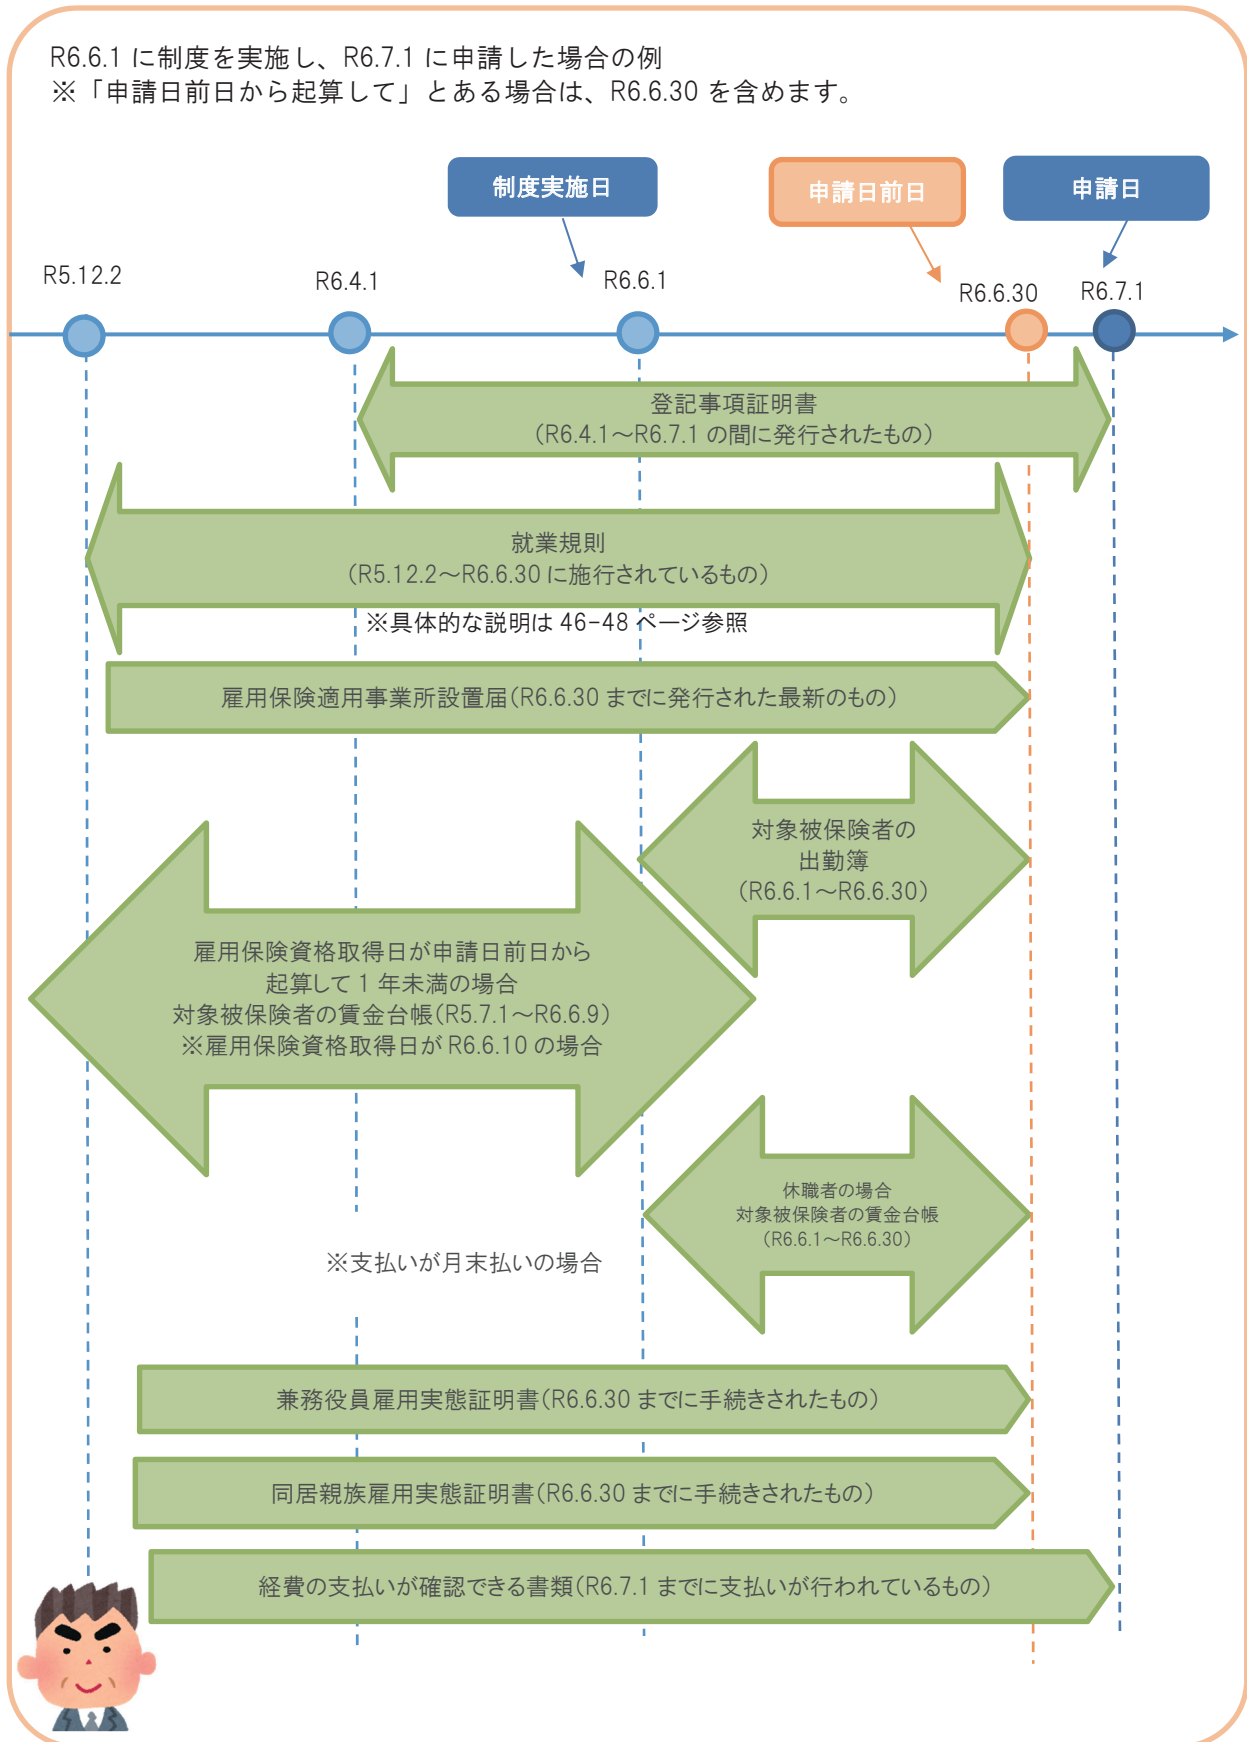 R6.6.1 に制度を実施し、R6.7.1 に申請した場合の例
※「申請日前日から起算して」とある場合は、R6.6.30 を含めます。
制度実施日
申請日前日
申請日
R5.12.2
R6.4.1
R6.6.1
R6.6.30
R6.7.1
登記事項証明書
（R6.4.1～R6.7.1 の間に発行されたもの）
就業規則
（R5.12.2～R6.6.30 に施行されているもの）
※具体的な説明は 46-48 ページ参照
雇用保険適用事業所設置届（R6.6.30 までに発行された最新のもの）
対象被保険者の
出勤簿
（R6.6.1～R6.6.30）
雇用保険資格取得日が申請日前日から
起算して 1 年未満の場合
対象被保険者の賃金台帳（R5.7.1～R6.6.9）
※雇用保険資格取得日が R6.6.10 の場合
休職者の場合
対象被保険者の賃金台帳
（R6.6.1～R6.6.30）
※支払いが月末払いの場合
兼務役員雇用実態証明書（R6.6.30 までに手続きされたもの）
同居親族雇用実態証明書（R6.6.30 までに手続きされたもの）
経費の支払いが確認できる書類（R6.7.1 までに支払いが行われているもの）